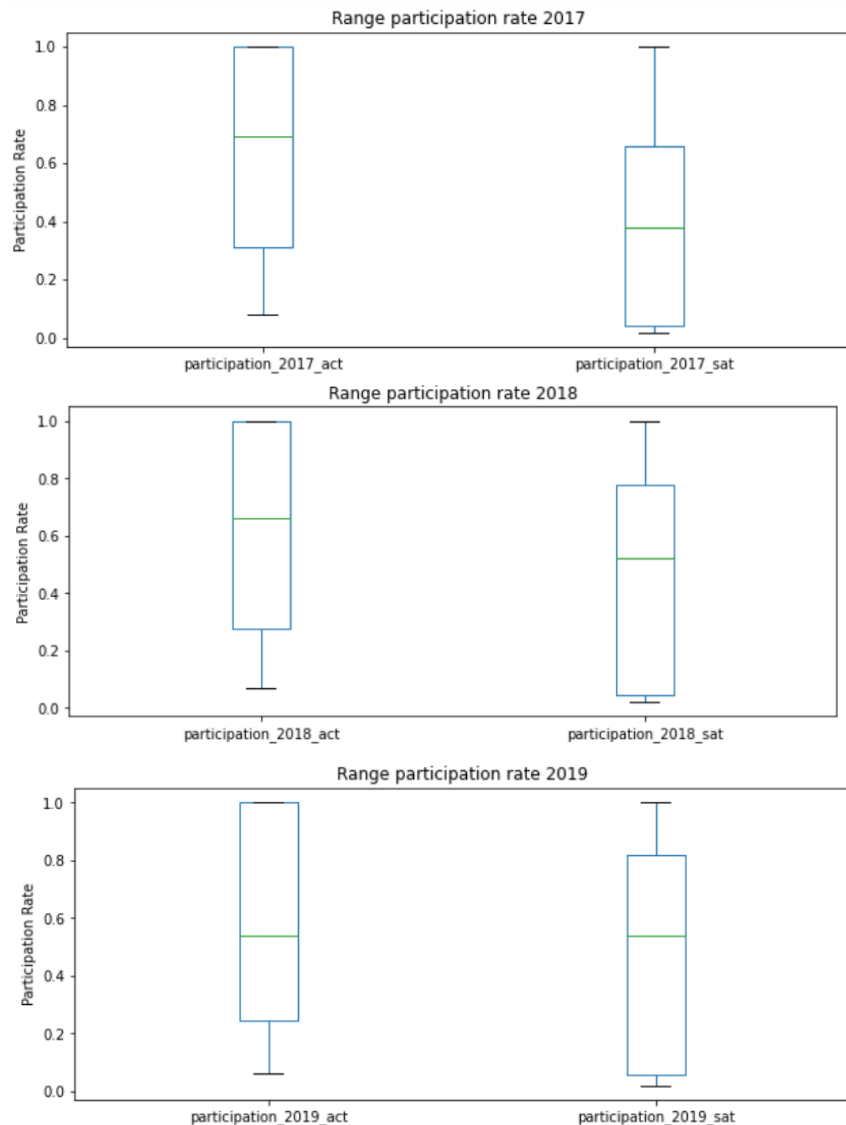 Range participation rate 2017
1.0
0.8
0.6
0.4
0.2
0.0
Participation Rate
participation_2017_act participation_2017_sat
Range participation rate 2018
1.0
0.8
0.6
0.4
0.2
0.0
Participation Rate
participation_2018_act participation_2018_sat
Range participation rate 2019
1.0
0.8
0.6
0.4
0.2
0.0
Participation Rate
participation_2019_act participation_2019_sat